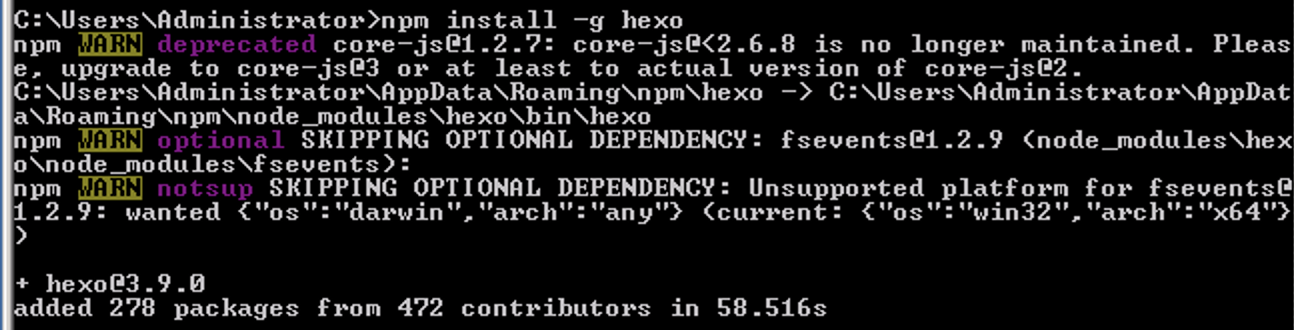 C:\Users\Administrator>npm install -g hexo
npm WARN deprecated core-js@1.2.7: core-js@<2.6.8 is no longer maintained. Pleas
e, upgrade to core-js@3 or at least to actual version of core-js@2.
C:\Users\Administrator\AppData\Roaming\npm\hexo -> C:\Users\Administrator\AppDat
a\Roaming\npm\node_modules\hexo\bin\hexo
npm WARN optional SKIPPING OPTIONAL DEPENDENCY: fsevents@1.2.9 (node_modules\hex
o\node_modules\fsevents):
npm WARN notsup SKIPPING OPTIONAL DEPENDENCY: Unsupported platform for fsevents@
1.2.9: wanted {"os":"darwin","arch":"any"} (current: {"os":"win32","arch":"x64"}
)
+ hexo@3.9.0
added 278 packages from 472 contributors in 58.516s